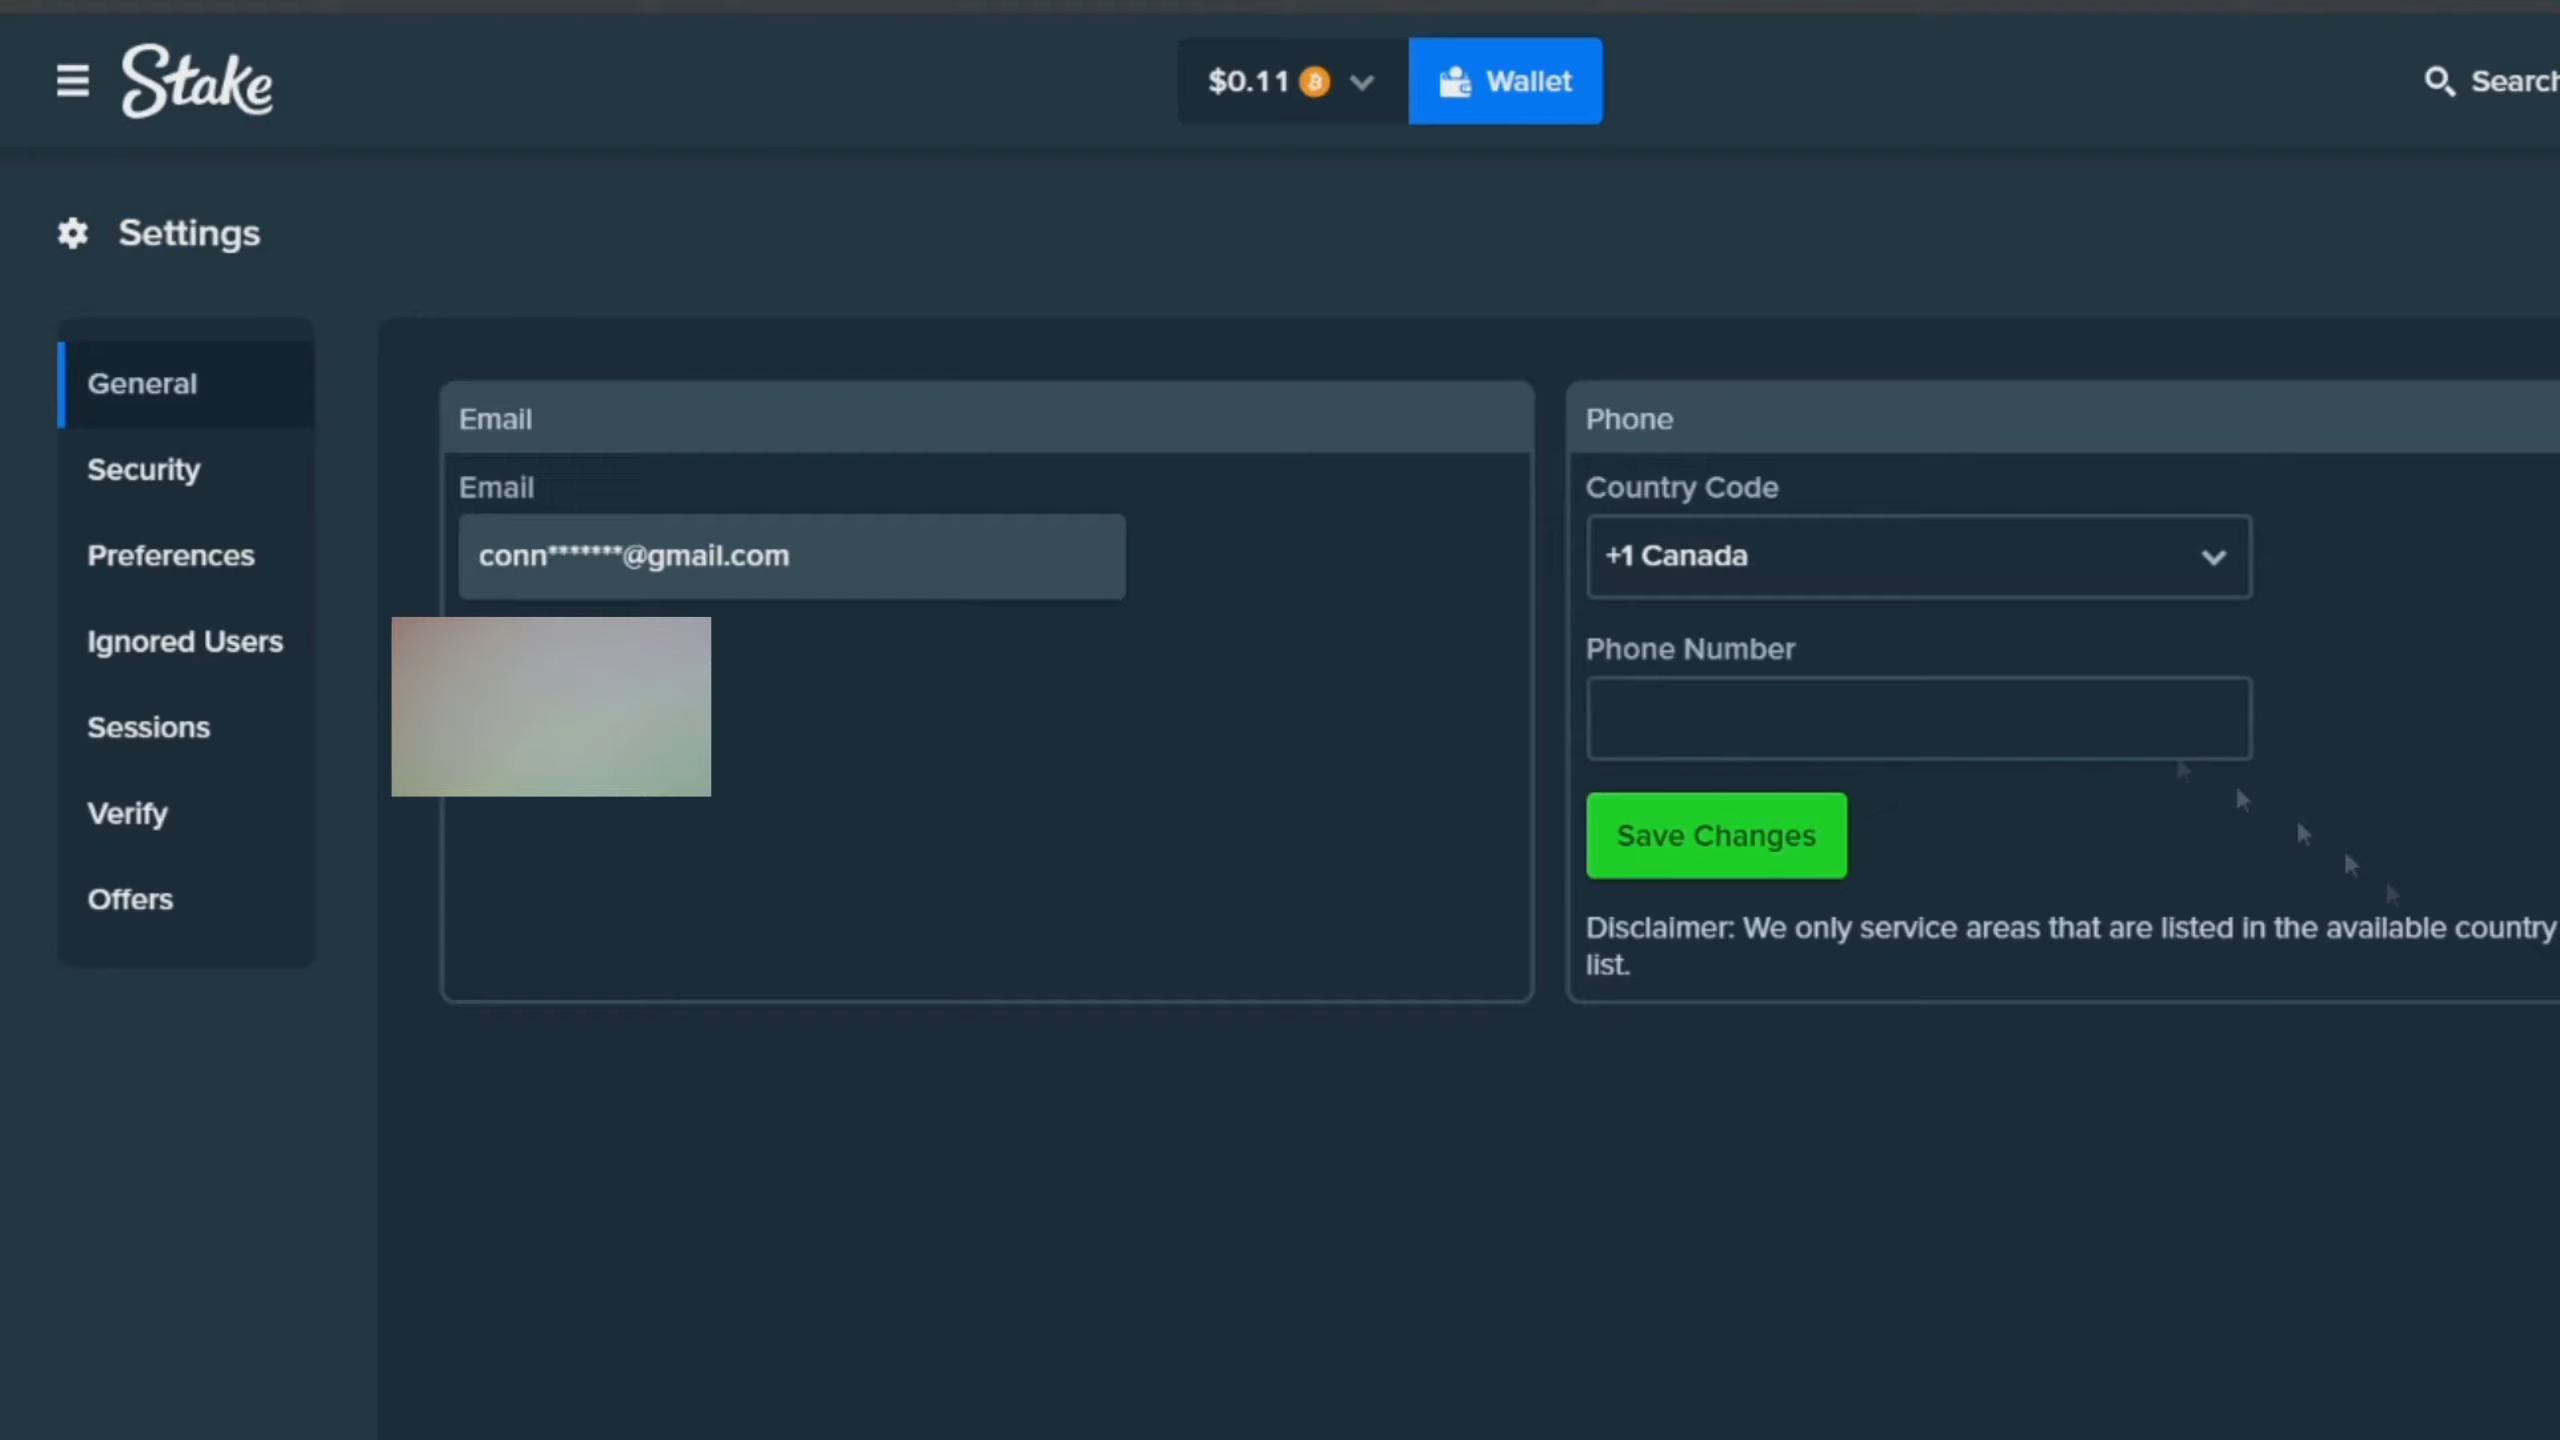 Stake
$0.11
Wallet
Search
Settings
General
Security
Preferences
Ignored Users
Sessions
Verify
Offers
Email
Email
conn*******@gmail.com
Phone
Country Code
+1 Canada
Phone Number
Save Changes
Disclaimer: We only service areas that are listed in the available country
list.